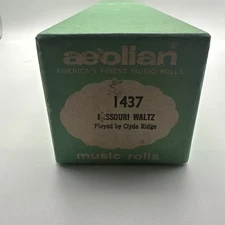 aeolian
AMERICA'S FINEST MUSIC ROLLS
1437
MISSOURI WALTZ
Played by Clyde Ridge
music rolls